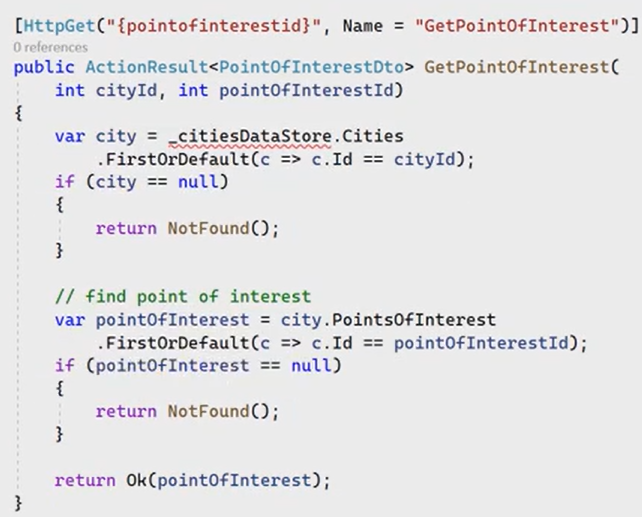 [HttpGet("{pointofinterestid}", Name = "GetPointOfInterest")]
0 references
public ActionResult<PointOfInterestDto> GetPointOfInterest(
    int cityId, int pointOfInterestId)
{
    var city = _citiesDataStore.Cities
        .FirstOrDefault(c => c.Id == cityId);
    if (city == null)
    {
        return NotFound();
    }

    // find point of interest
    var pointOfInterest = city.PointsOfInterest
        .FirstOrDefault(c => c.Id == pointOfInterestId);
    if (pointOfInterest == null)
    {
        return NotFound();
    }

    return Ok(pointOfInterest);
}